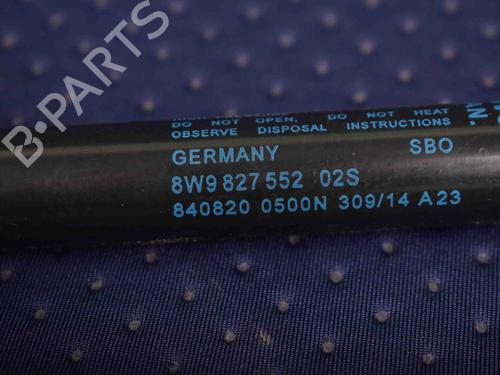 B-PARTS
DO NOT OPEN, DO NOT HEAT
OBSERVE DISPOSAL INSTRUCTIONS
GERMANY SBO
8W9 827 552 02S
840820 0500N 309/14 A23